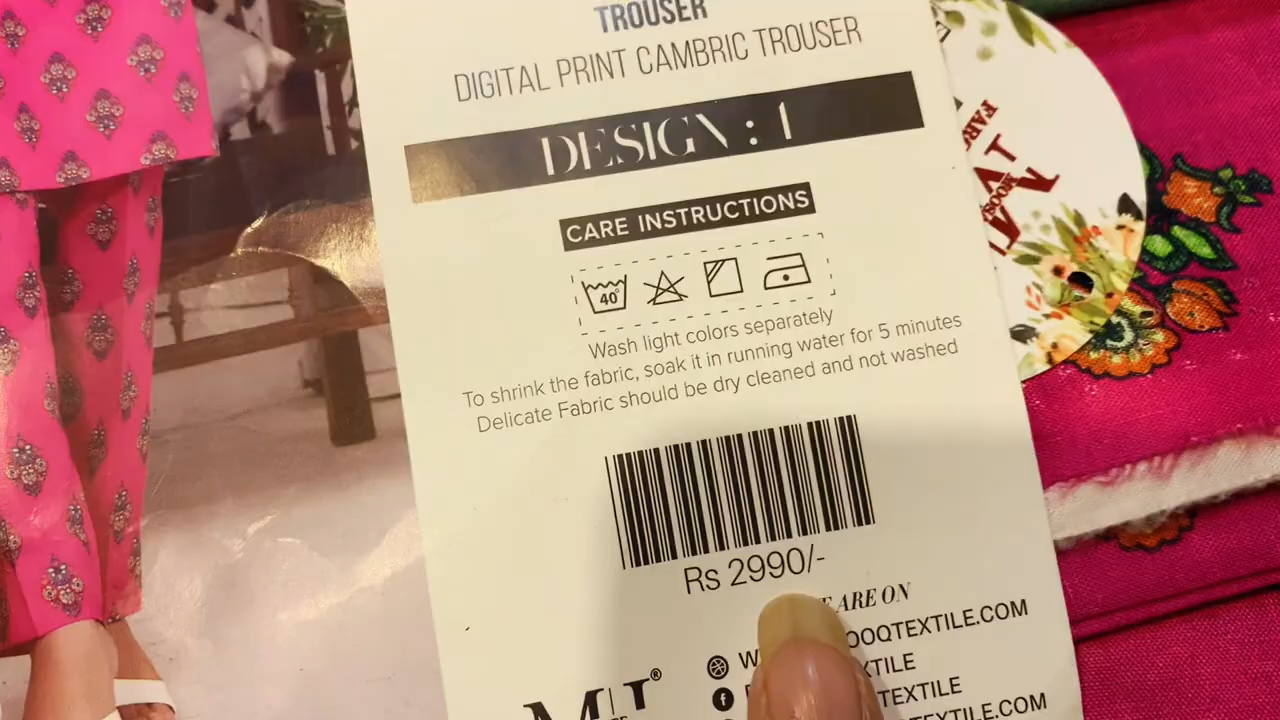 TROUSER
DIGITAL PRINT CAMBRIC TROUSER
DESIGN : 1
CARE INSTRUCTIONS
40°
Wash light colors separately
To shrink the fabric, soak it in running water for 5 minutes
Delicate Fabric should be dry cleaned and not washed
Rs 2990/-
ARE ON
OOQTEXTILE.COM
XTILE
TEXTILE
QTEXTILE.COM